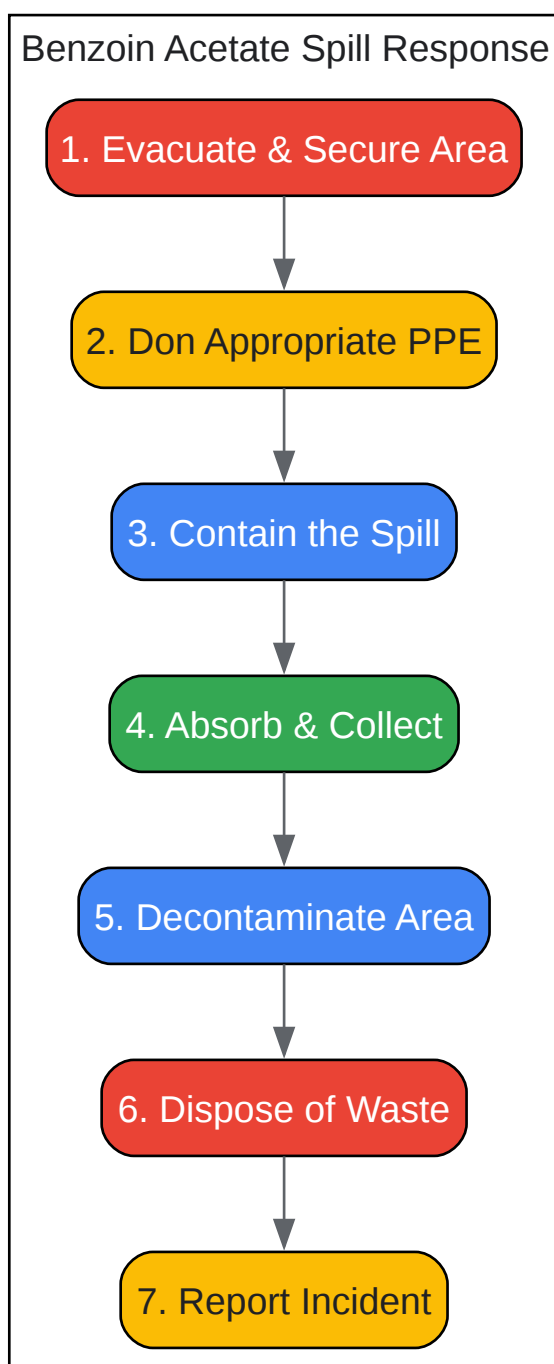 Benzoin Acetate Spill Response
1. Evacuate & Secure Area
2. Don Appropriate PPE
3. Contain the Spill
4. Absorb & Collect
5. Decontaminate Area
6. Dispose of Waste
7. Report Incident